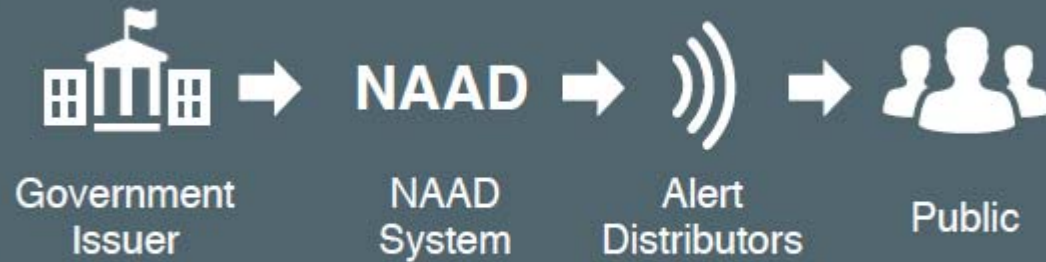 NAAD
Government
Issuer
NAAD
System
Alert
Distributors
Public